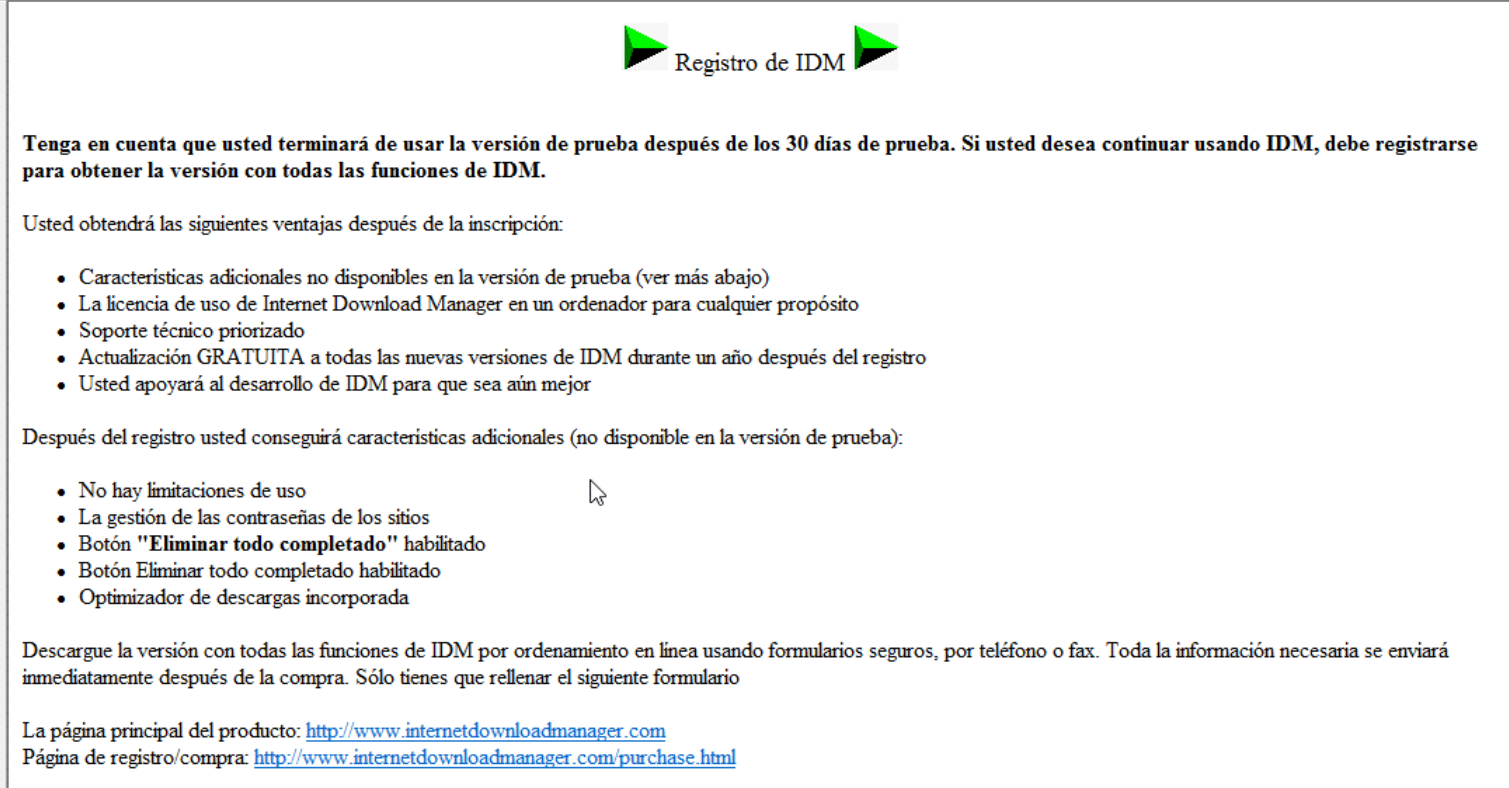 Registro de IDM
Tenga en cuenta que usted terminará de usar la versión de prueba después de los 30 días de prueba. Si usted desea continuar usando IDM, debe registrarse
para obtener la versión con todas las funciones de IDM.
Usted obtendrá las siguientes ventajas después de la inscripción:
• Características adicionales no disponibles en la versión de prueba (ver más abajo)
• La licencia de uso de Internet Download Manager en un ordenador para cualquier propósito
• Soporte técnico priorizado
• Actualización GRATUITA a todas las nuevas versiones de IDM durante un año después del registro
• Usted apoyará al desarrollo de IDM para que sea aún mejor
Después del registro usted conseguirá características adicionales (no disponible en la versión de prueba):
• No hay limitaciones de uso
• La gestión de las contraseñas de los sitios
• Botón "Eliminar todo completado" habilitado
• Botón Eliminar todo completado habilitado
• Optimizador de descargas incorporada
Descargue la versión con todas las funciones de IDM por ordenamiento en línea usando formularios seguros, por teléfono o fax. Toda la información necesaria se enviará
inmediatamente después de la compra. Sólo tienes que rellenar el siguiente formulario
La página principal del producto: http://www.internetdownloadmanager.com
Página de registro/compra: http://www.internetdownloadmanager.com/purchase.html